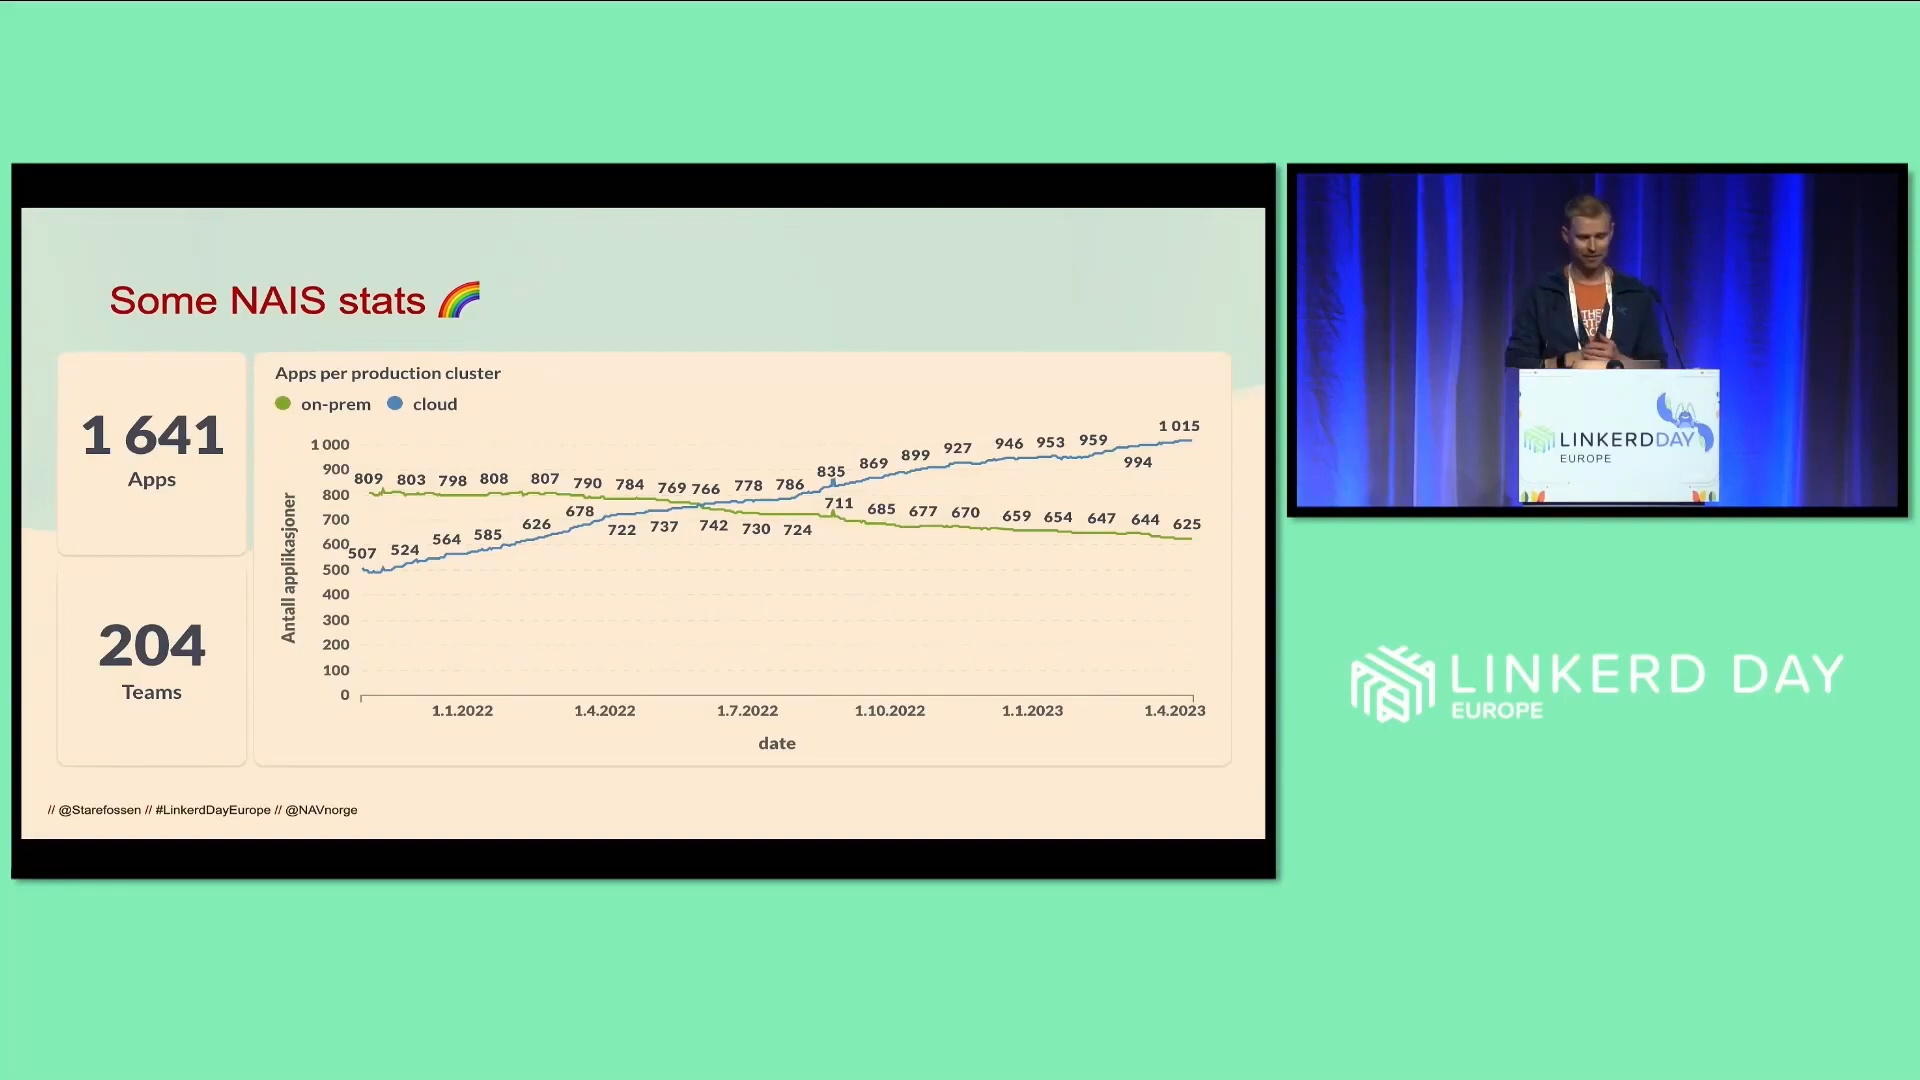 Some NAIS stats 🌈
1 641
Apps
204
Teams
Apps per production cluster
on-prem cloud
Antall applikasjoner
1 000
900
800
700
600
500
400
300
200
100
0
809 803 798 808 807 790 784 769 766 742 730 724 711 685 677 670 659 654 647 644 625
507 524 564 585 626 678 722 737 778 786 835 869 899 927 946 953 959 994 1 015
1.1.2022 1.4.2022 1.7.2022 1.10.2022 1.1.2023 1.4.2023
date
// @Starefossen // #LinkerdDayEurope // @NAVnorge
LINKERDDAY
EUROPE
LINKERD DAY
EUROPE